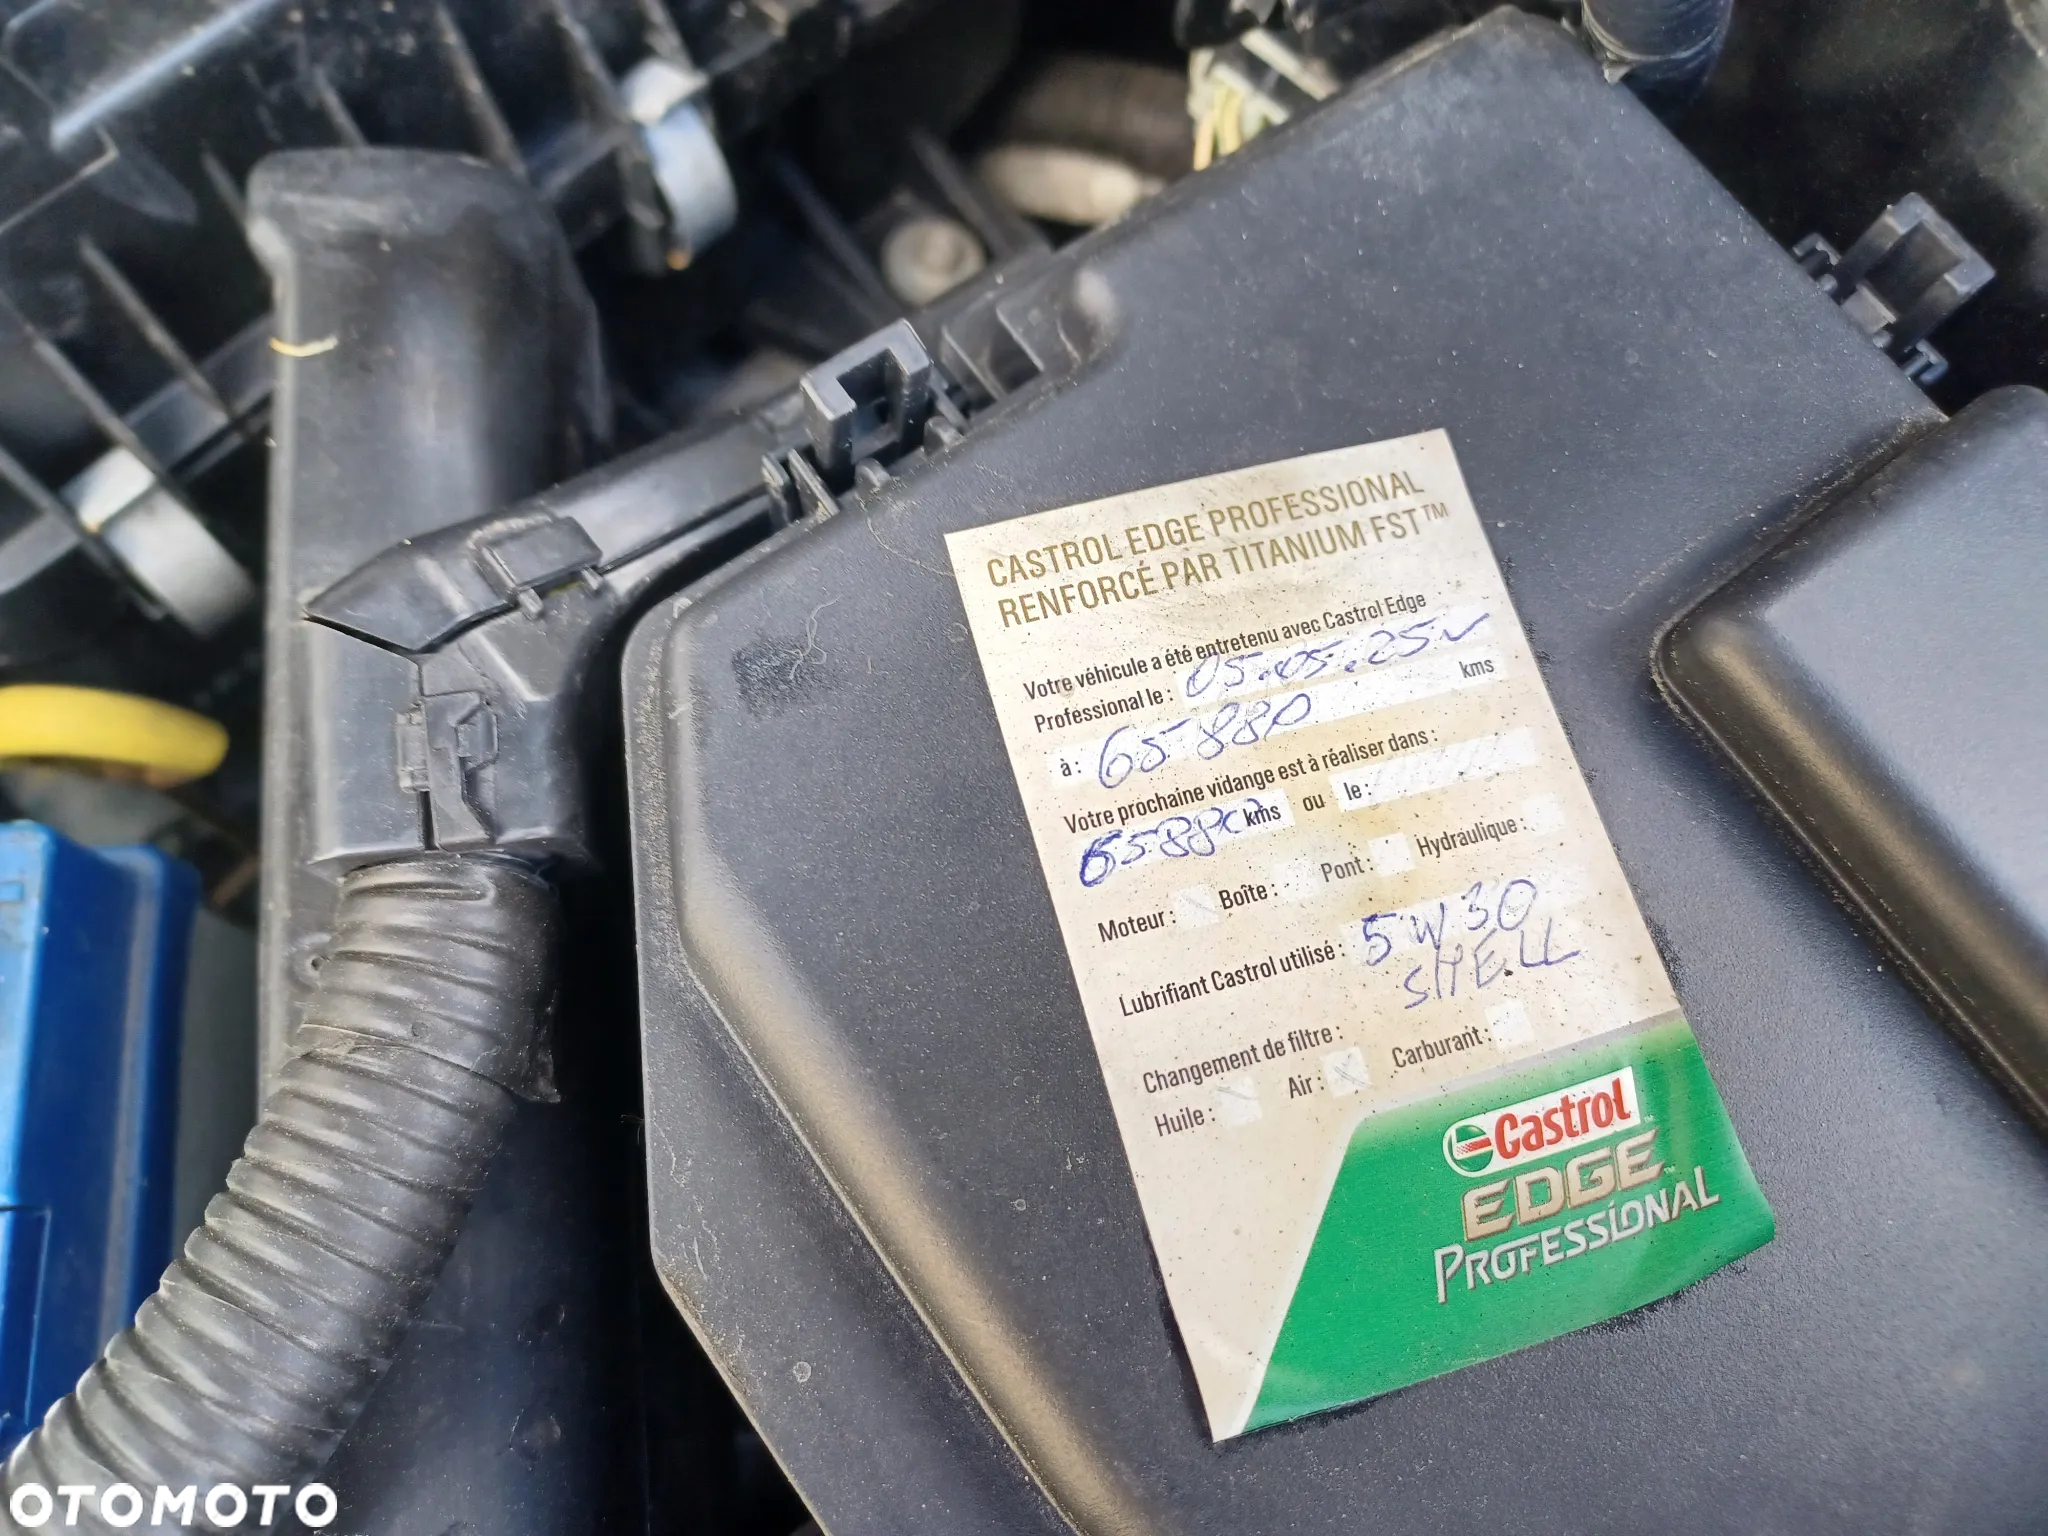 CASTROL EDGE PROFESSIONAL
RENFORCÉ PAR TITANIUM FST™
Votre véhicule a été entretenu avec Castrol Edge
Professional le : 05.05.25
à : 65880 kms
Votre prochaine vidange est à réaliser dans :
65880 kms ou le :
Moteur : Boîte : Pont : Hydraulique :
Lubrifiant Castrol utilisé : 5W30
SHELL
Changement de filtre :
Huile : Air : Carburant :
Castrol
EDGE™
PROFESSIONAL
OTOMOTO